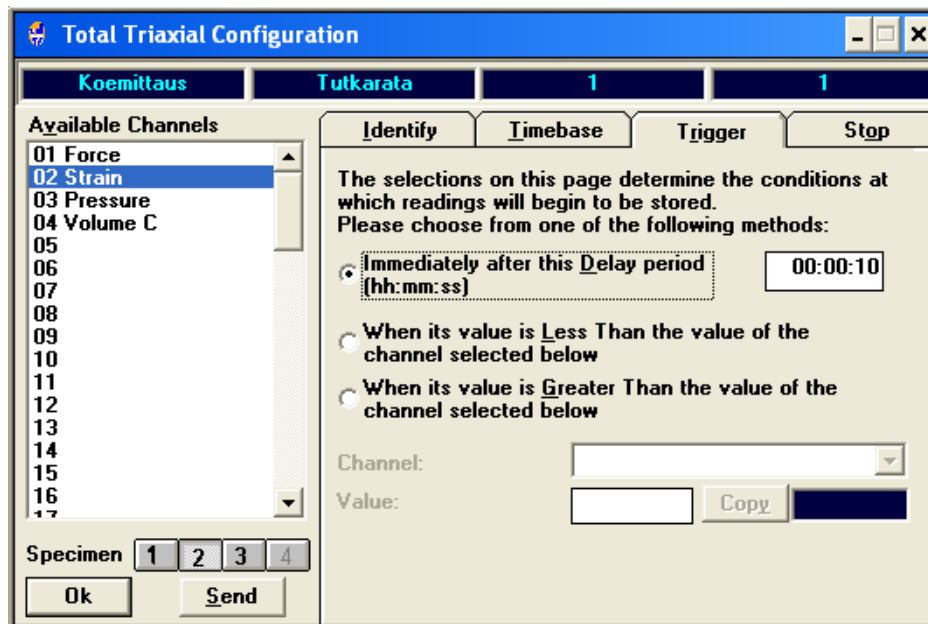 Total Triaxial Configuration
Koemittaus Tutkarata 1 1
Available Channels
01 Force
02 Strain
03 Pressure
04 Volume C
05
06
07
08
09
10
11
12
13
14
15
16
17
Specimen 1 2 3 4
Ok Send
Identify Timebase Trigger Stop
The selections on this page determine the conditions at
which readings will begin to be stored.
Please choose from one of the following methods:
Immediately after this Delay period
(hh:mm:ss)
00:00:10
When its value is Less Than the value of the
channel selected below
When its value is Greater Than the value of the
channel selected below
Channel:
Value:
Copy